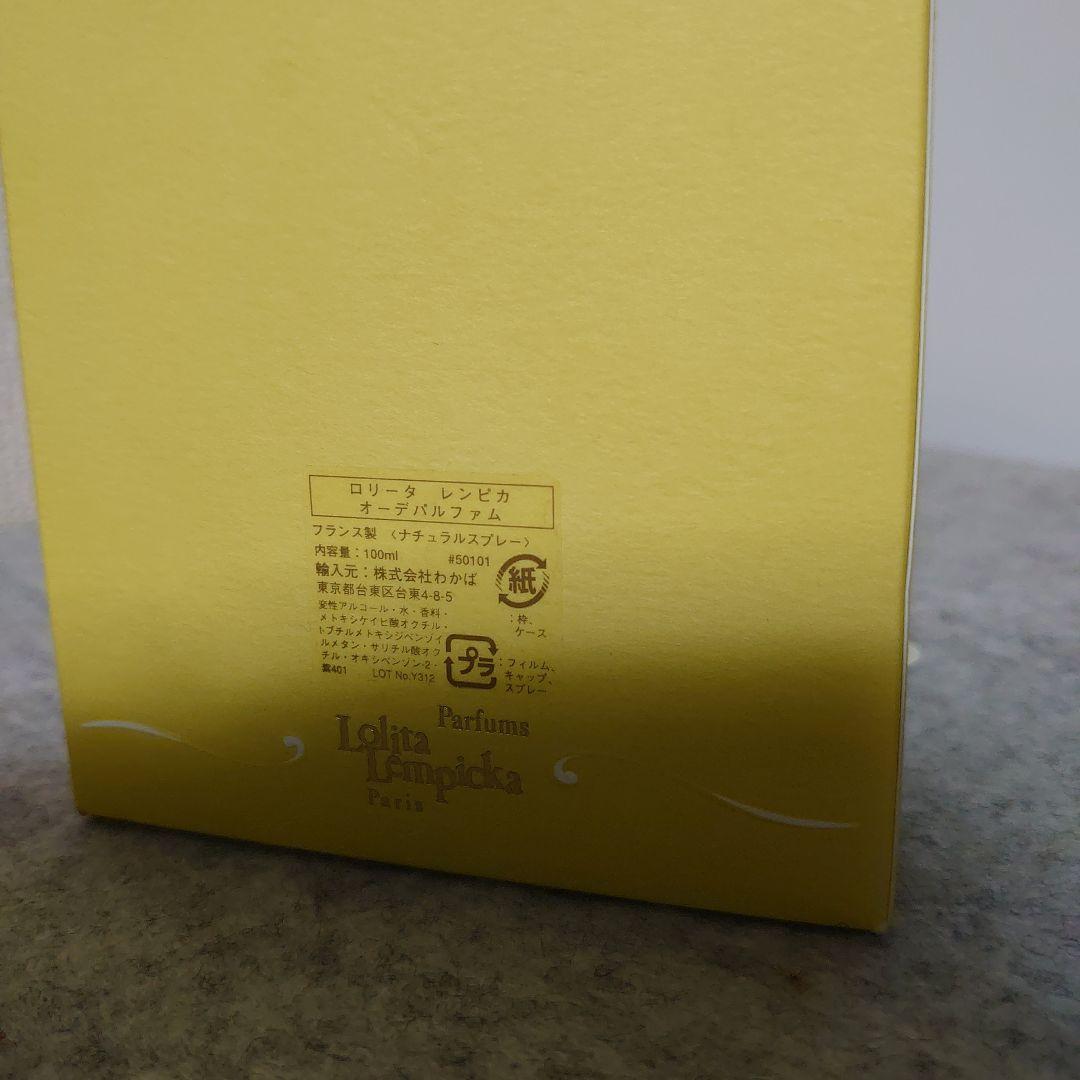 ロリータ レンピカ
オーデパルファム
フランス製 〈ナチュラルスプレー〉
内容量：100ml #50101
輸入元：株式会社わかば
東京都台東区台東4-8-5
変性アルコール・水・香料・
メトキシケイヒ酸オクチル・
t-ブチルメトキシジベンゾイ
ルメタン・サリチル酸オク
チル・オキシベンゾン-2・
紫401 LOT No.Y312
紙
：枠、
ケース
プラ
：フィルム、
キャップ、
スプレー
Parfums
Lolita
Lempicka
Paris